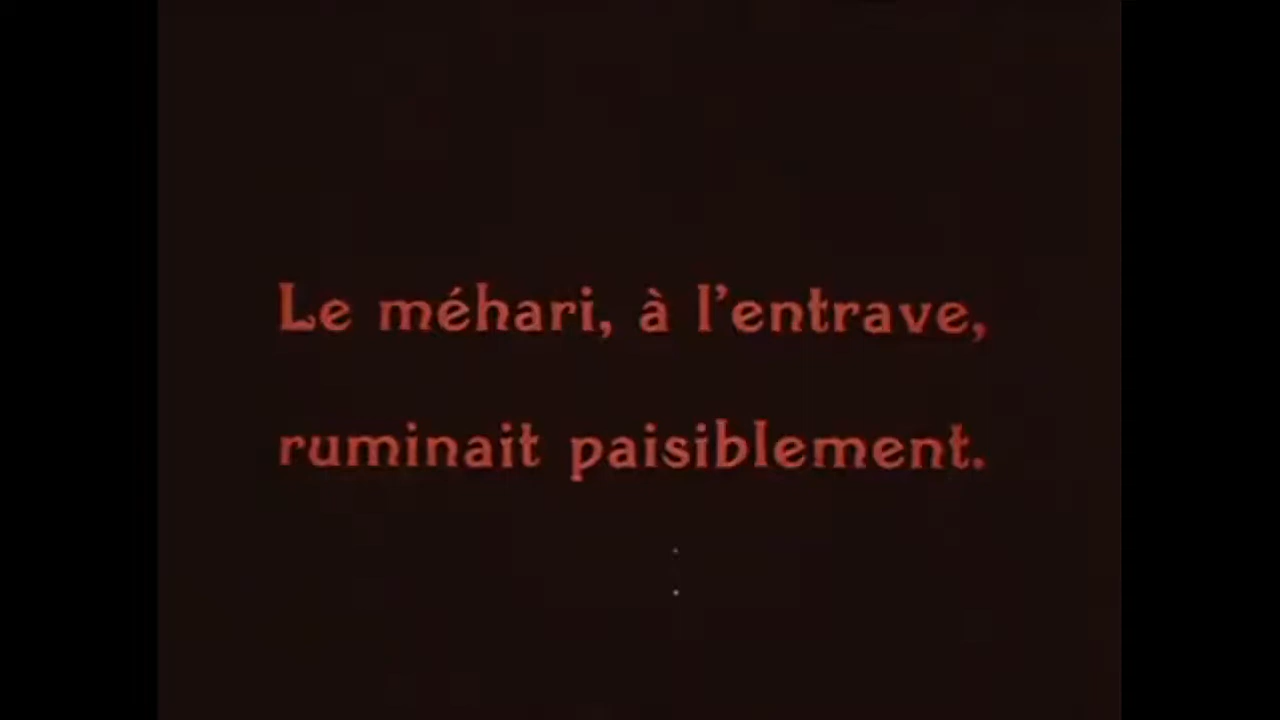 Le méhari, à l'entrave,
ruminait paisiblement.